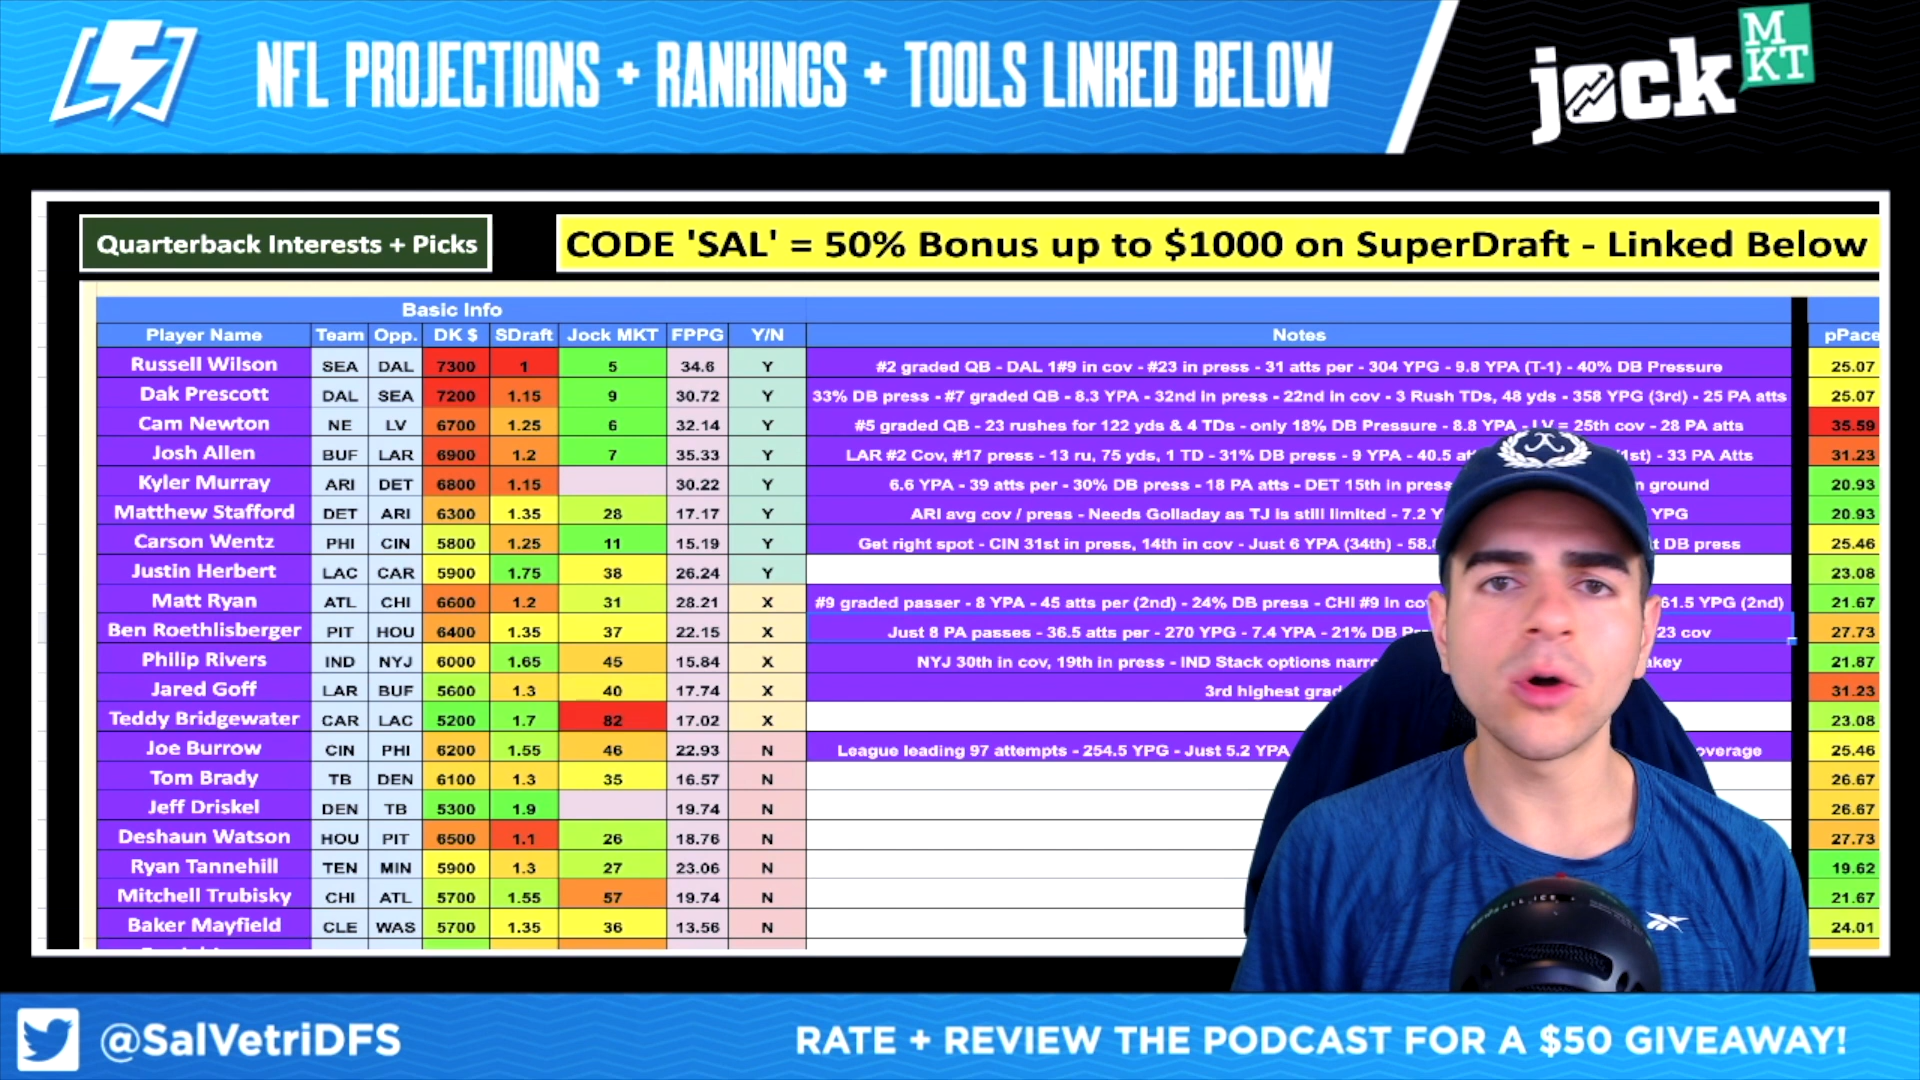 NFL PROJECTIONS + RANKINGS + TOOLS LINKED BELOW
jock MKT
Quarterback Interests + Picks
CODE 'SAL' = 50% Bonus up to $1000 on SuperDraft - Linked Below
Basic Info
Player Name Team Opp. DK $ SDraft Jock MKT FPPG Y/N Notes pPace
Russell Wilson SEA DAL 7300 1 5 34.6 Y #2 graded QB - DAL 1#9 in cov - #23 in press - 31 atts per - 304 YPG - 9.8 YPA (T-1) - 40% DB Pressure 25.07
Dak Prescott DAL SEA 7200 1.15 9 30.72 Y 33% DB press - #7 graded QB - 8.3 YPA - 32nd in press - 22nd in cov - 3 Rush TDs, 48 yds - 358 YPG (3rd) - 25 PA atts 25.07
Cam Newton NE LV 6700 1.25 6 32.14 Y #5 graded QB - 23 rushes for 122 yds & 4 TDs - only 18% DB Pressure - 8.8 YPA - LV = 25th cov - 28 PA atts 35.59
Josh Allen BUF LAR 6900 1.2 7 35.33 Y LAR #2 Cov, #17 press - 13 ru, 75 yds, 1 TD - 31% DB press - 9 YPA - 40.5 - 33 PA Atts 31.23
Kyler Murray ARI DET 6800 1.15 30.22 Y 6.6 YPA - 39 atts per - 30% DB press - 18 PA atts - DET 15th in press ground 20.93
Matthew Stafford DET ARI 6300 1.35 28 17.17 Y ARI avg cov / press - Needs Golladay as TJ is still limited - 7.2 YPG 20.93
Carson Wentz PHI CIN 5800 1.25 11 15.19 Y Get right spot - CIN 31st in press, 14th in cov - Just 6 YPA (34th) - DB press 25.46
Justin Herbert LAC CAR 5900 1.75 38 26.24 Y 23.08
Matt Ryan ATL CHI 6600 1.2 31 28.21 X #9 graded passer - 8 YPA - 45 atts per (2nd) - 24% DB press - CHI #9 in 61.5 YPG (2nd) 21.67
Ben Roethlisberger PIT HOU 6400 1.35 37 22.15 X Just 8 PA passes - 36.5 atts per - 270 YPG - 7.4 YPA - 21% DB 23 cov 27.73
Philip Rivers IND NYJ 6000 1.65 45 15.84 X NYJ 30th in cov, 19th in press - IND Stack options 21.87
Jared Goff LAR BUF 5600 1.3 40 17.74 X 3rd highest 31.23
Teddy Bridgewater CAR LAC 5200 1.7 82 17.02 X 23.08
Joe Burrow CIN PHI 6200 1.55 46 22.93 N League leading 97 attempts - 254.5 YPG - Just 5.2 YPA 25.46
Tom Brady TB DEN 6100 1.3 35 16.57 N 26.67
Jeff Driskel DEN TB 5300 1.9 19.74 N 26.67
Deshaun Watson HOU PIT 6500 1.1 26 18.76 N 27.73
Ryan Tannehill TEN MIN 5900 1.3 27 23.06 N 19.62
Mitchell Trubisky CHI ATL 5700 1.55 57 19.74 N 21.67
Baker Mayfield CLE WAS 5700 1.35 36 13.56 N 24.01
@SalVetriDFS
RATE + REVIEW THE PODCAST FOR A $50 GIVEAWAY!